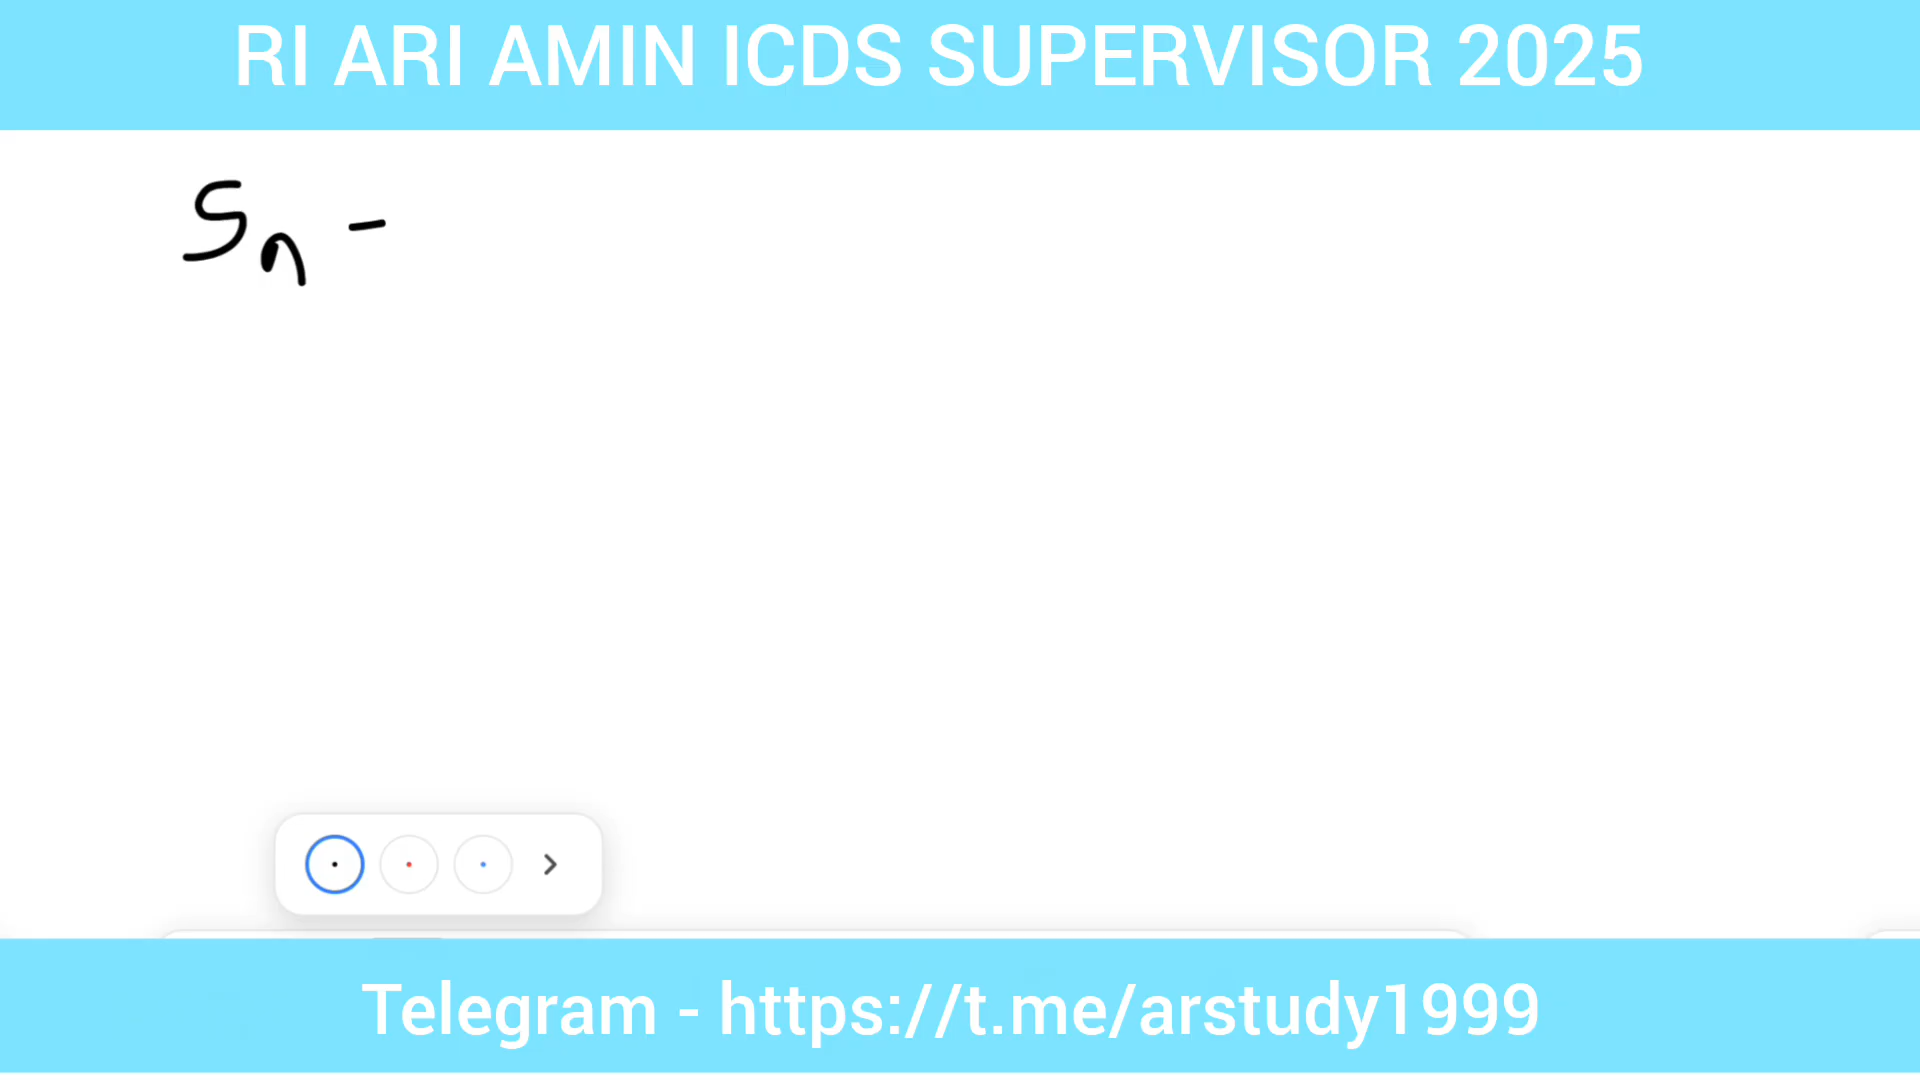 RI ARI AMIN ICDS SUPERVISOR 2025
Sn -
Telegram - https://t.me/arstudy1999